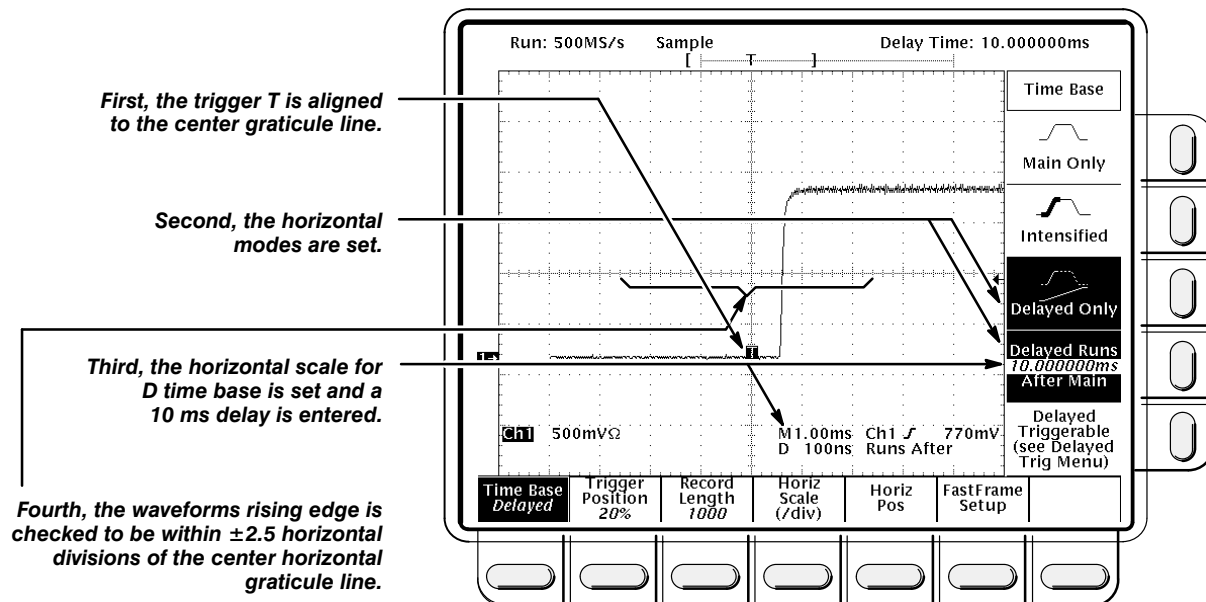 Run: 500MS/s Sample Delay Time: 10.000000ms
[ T ]
First, the trigger T is aligned
to the center graticule line.
Second, the horizontal
modes are set.
Third, the horizontal scale for
D time base is set and a
10 ms delay is entered.
Fourth, the waveforms rising edge is
checked to be within ±2.5 horizontal
divisions of the center horizontal
graticule line.
T
Ch1 500mVΩ M1.00ms Ch1 770mV
D 100ns Runs After
Time Base
Main Only
Intensified
Delayed Only
Delayed Runs
10.000000ms
After Main
Delayed
Triggerable
(see Delayed
Trig Menu)
Time Base
Delayed
Trigger
Position
20%
Record
Length
1000
Horiz
Scale
(/div)
Horiz
Pos
FastFrame
Setup